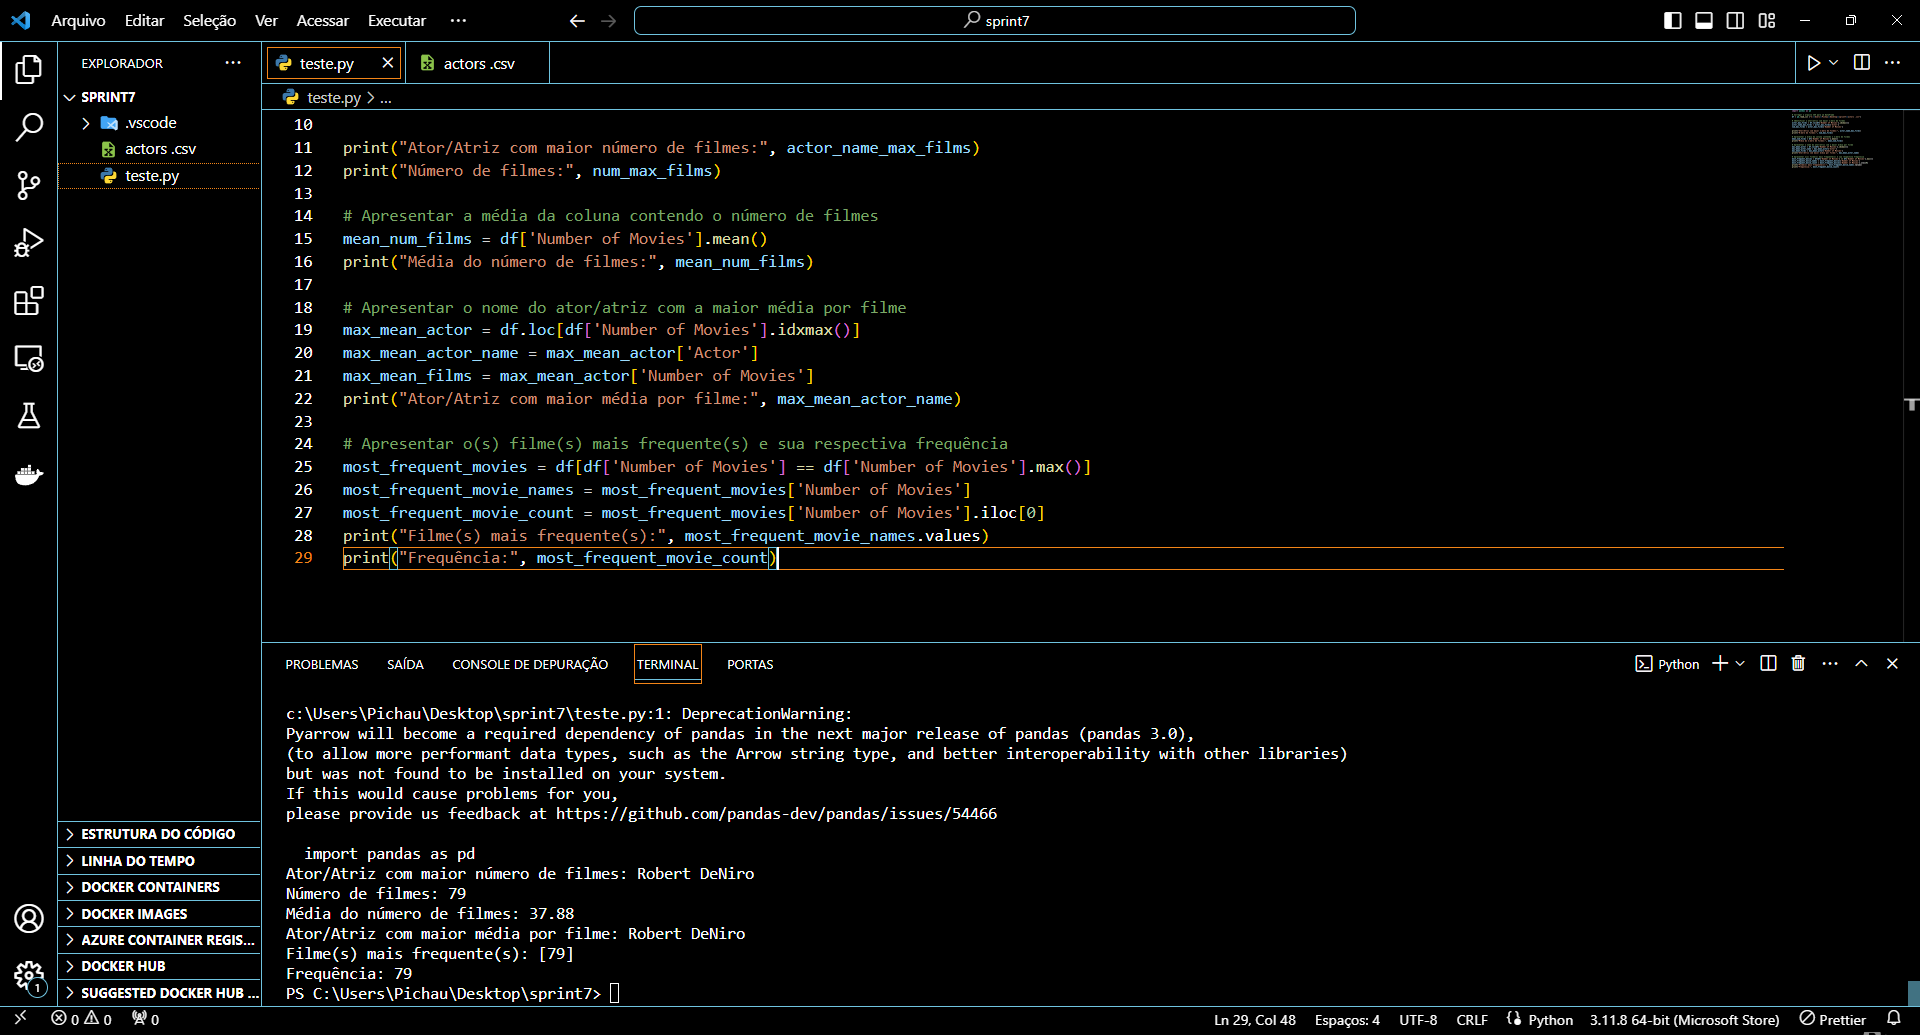 Arquivo Editar Seleção Ver Acessar Executar ···
sprint7
EXPLORADOR
SPRINT7
.vscode
actors .csv
teste.py
ESTRUTURA DO CÓDIGO
LINHA DO TEMPO
DOCKER CONTAINERS
DOCKER IMAGES
AZURE CONTAINER REGIS...
DOCKER HUB
SUGGESTED DOCKER HUB ...
teste.py actors .csv
teste.py > ...
10
11 print("Ator/Atriz com maior número de filmes:", actor_name_max_films)
12 print("Número de filmes:", num_max_films)
13
14 # Apresentar a média da coluna contendo o número de filmes
15 mean_num_films = df['Number of Movies'].mean()
16 print("Média do número de filmes:", mean_num_films)
17
18 # Apresentar o nome do ator/atriz com a maior média por filme
19 max_mean_actor = df.loc[df['Number of Movies'].idxmax()]
20 max_mean_actor_name = max_mean_actor['Actor']
21 max_mean_films = max_mean_actor['Number of Movies']
22 print("Ator/Atriz com maior média por filme:", max_mean_actor_name)
23
24 # Apresentar o(s) filme(s) mais frequente(s) e sua respectiva frequência
25 most_frequent_movies = df[df['Number of Movies'] == df['Number of Movies'].max()]
26 most_frequent_movie_names = most_frequent_movies['Number of Movies']
27 most_frequent_movie_count = most_frequent_movies['Number of Movies'].iloc[0]
28 print("Filme(s) mais frequente(s):", most_frequent_movie_names.values)
29 print("Frequência:", most_frequent_movie_count)
PROBLEMAS SAÍDA CONSOLE DE DEPURAÇÃO TERMINAL PORTAS
Python
c:\Users\Pichau\Desktop\sprint7\teste.py:1: DeprecationWarning:
Pyarrow will become a required dependency of pandas in the next major release of pandas (pandas 3.0),
(to allow more performant data types, such as the Arrow string type, and better interoperability with other libraries)
but was not found to be installed on your system.
If this would cause problems for you,
please provide us feedback at https://github.com/pandas-dev/pandas/issues/54466
import pandas as pd
Ator/Atriz com maior número de filmes: Robert DeNiro
Número de filmes: 79
Média do número de filmes: 37.88
Ator/Atriz com maior média por filme: Robert DeNiro
Filme(s) mais frequente(s): [79]
Frequência: 79
PS C:\Users\Pichau\Desktop\sprint7>
1
0 0 0
Ln 29, Col 48 Espaços: 4 UTF-8 CRLF Python 3.11.8 64-bit (Microsoft Store) Prettier